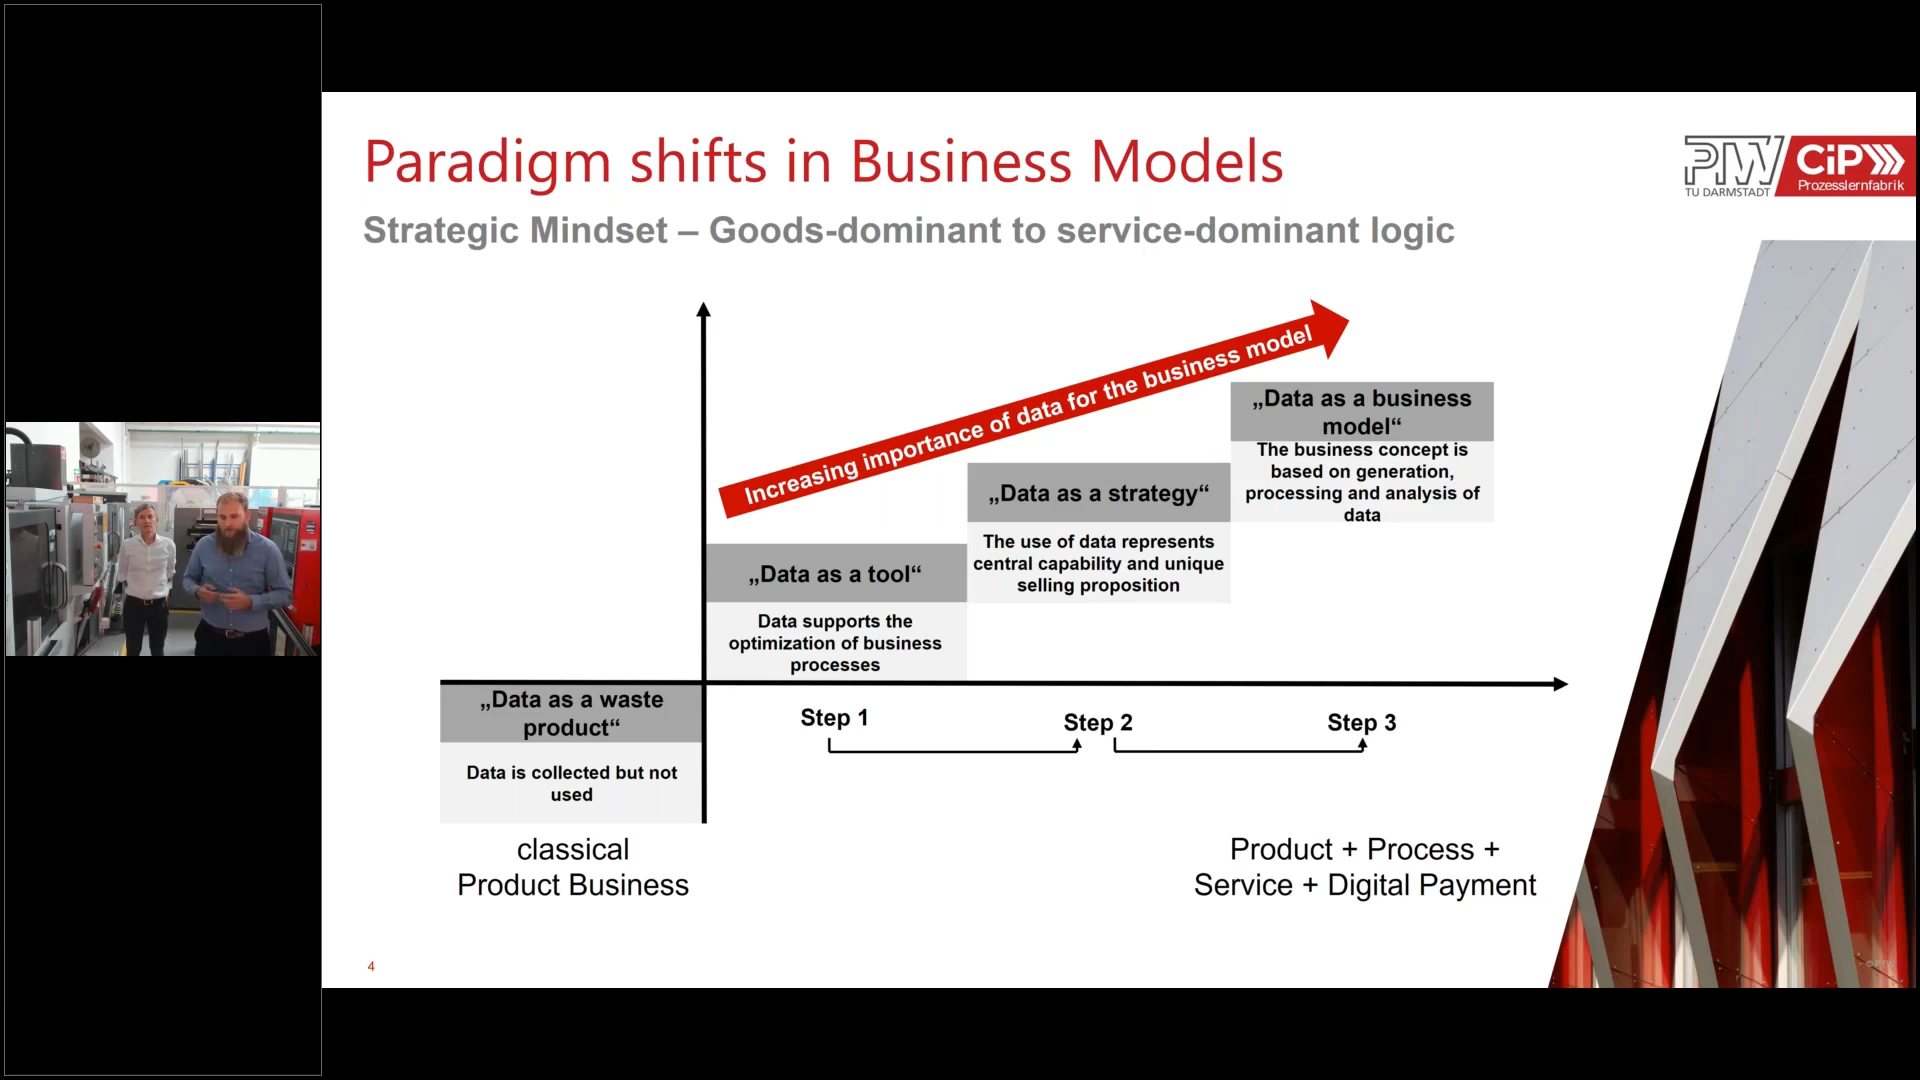 Paradigm shifts in Business Models
Strategic Mindset – Goods-dominant to service-dominant logic
PTW
TU DARMSTADT
CiP
Prozesslernfabrik
Increasing importance of data for the business model
„Data as a business
model“
The business concept is
based on generation,
processing and analysis of
data
„Data as a strategy“
The use of data represents
central capability and unique
selling proposition
„Data as a tool“
Data supports the
optimization of business
processes
„Data as a waste
product“
Data is collected but not
used
Step 1
Step 2
Step 3
classical
Product Business
Product + Process +
Service + Digital Payment
4
© PTW